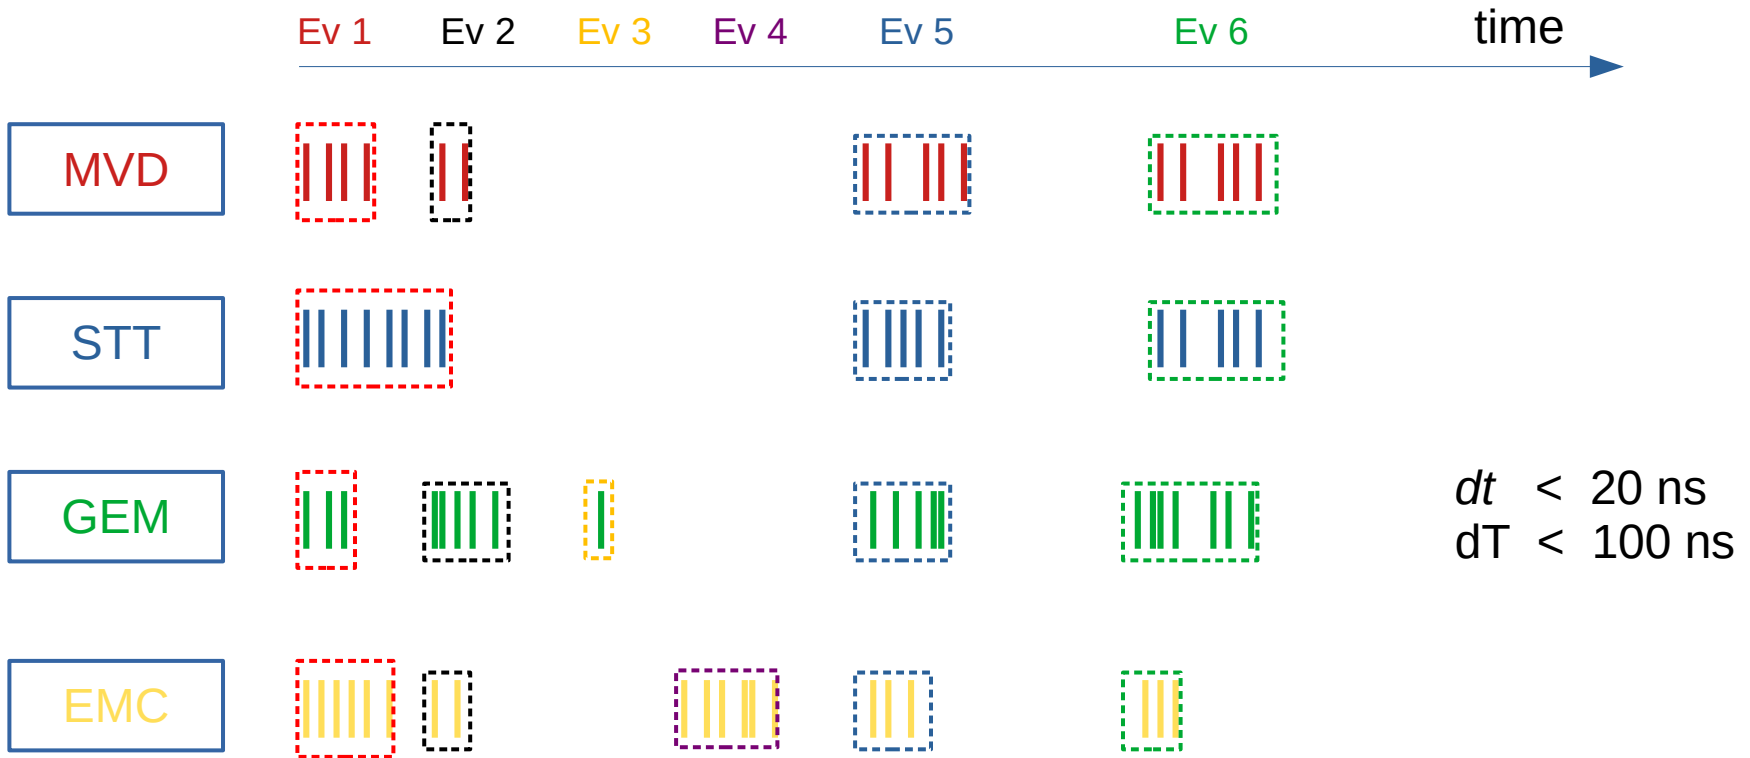 Ev 1 Ev 2 Ev 3 Ev 4 Ev 5 Ev 6 time
MVD
STT
GEM
dt < 20 ns
dT < 100 ns
EMC